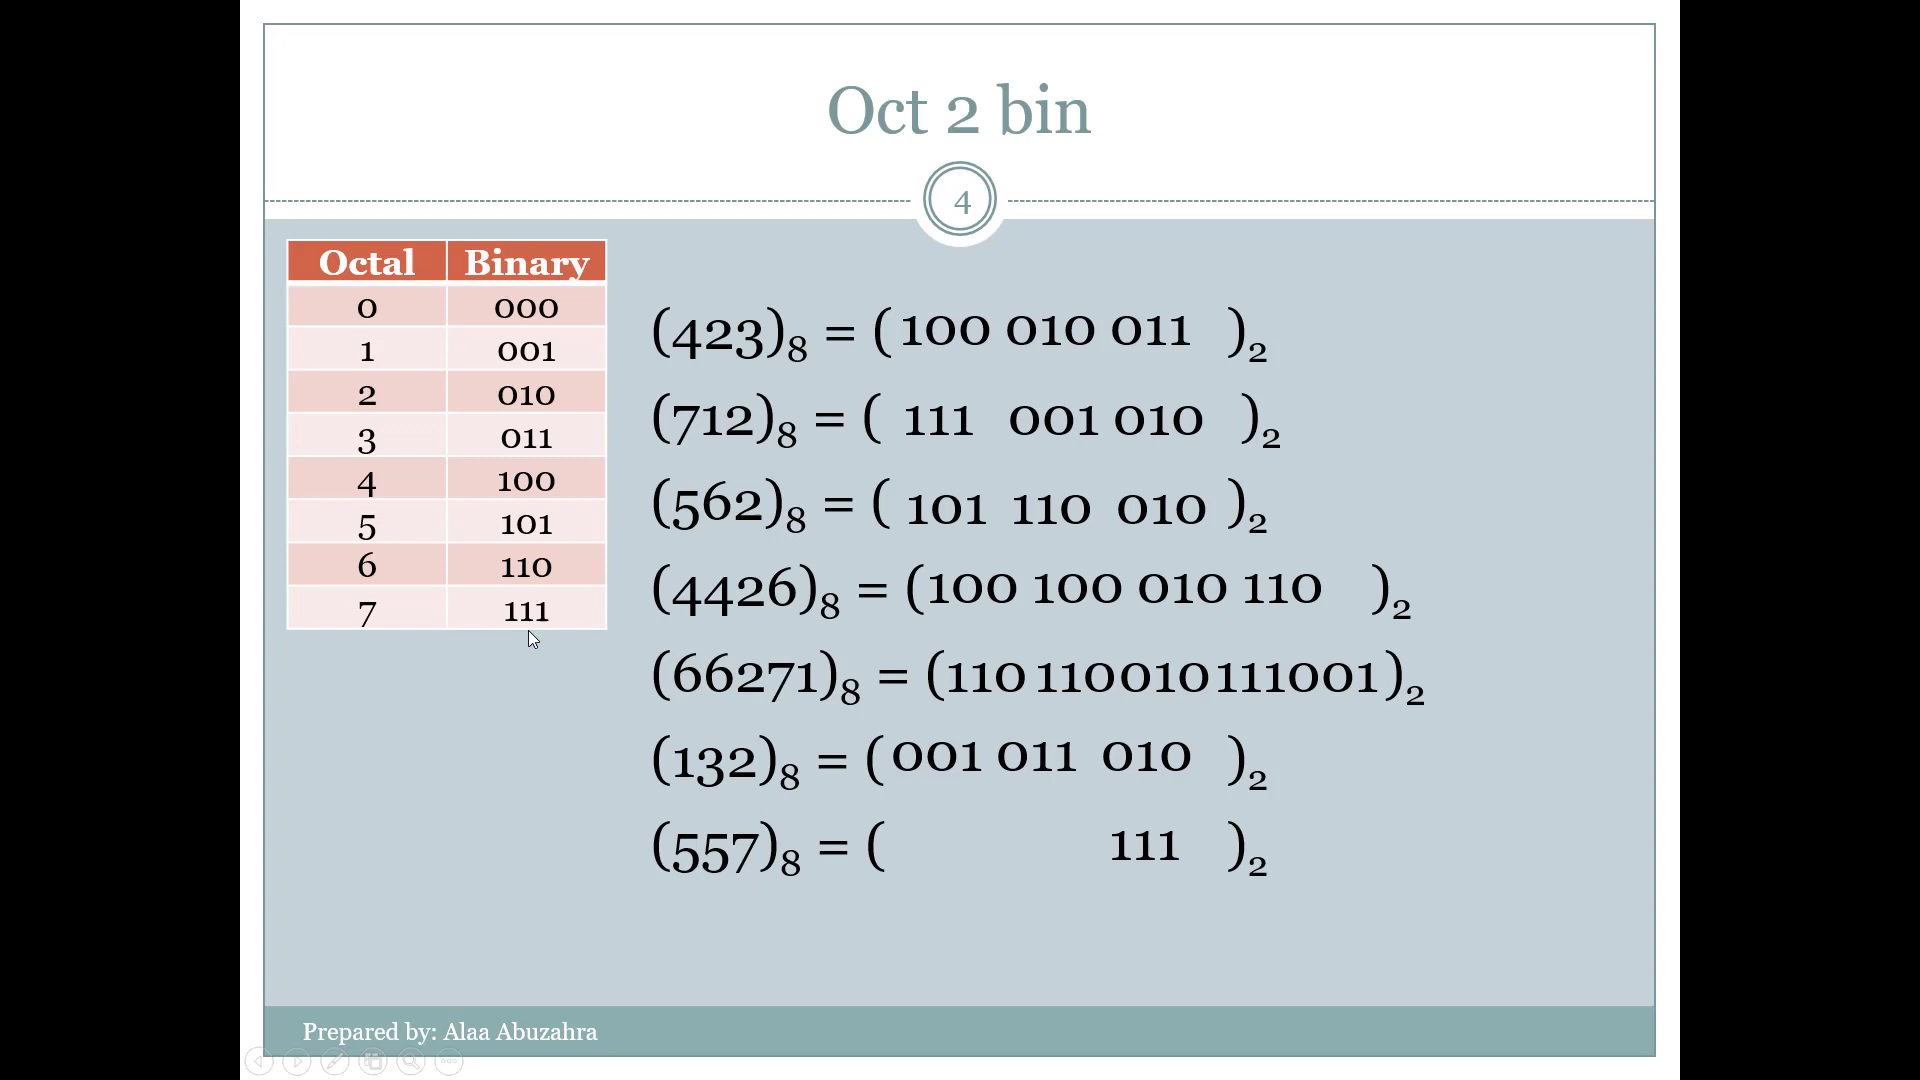 Oct 2 bin
4
Octal Binary
0 000
1 001
2 010
3 011
4 100
5 101
6 110
7 111
(423)8 = ( 100 010 011 )2
(712)8 = ( 111 001 010 )2
(562)8 = ( 101 110 010 )2
(4426)8 = (100 100 010 110 )2
(66271)8 = (110 110 010 111 001)2
(132)8 = ( 001 011 010 )2
(557)8 = ( 111 )2
Prepared by: Alaa Abuzahra